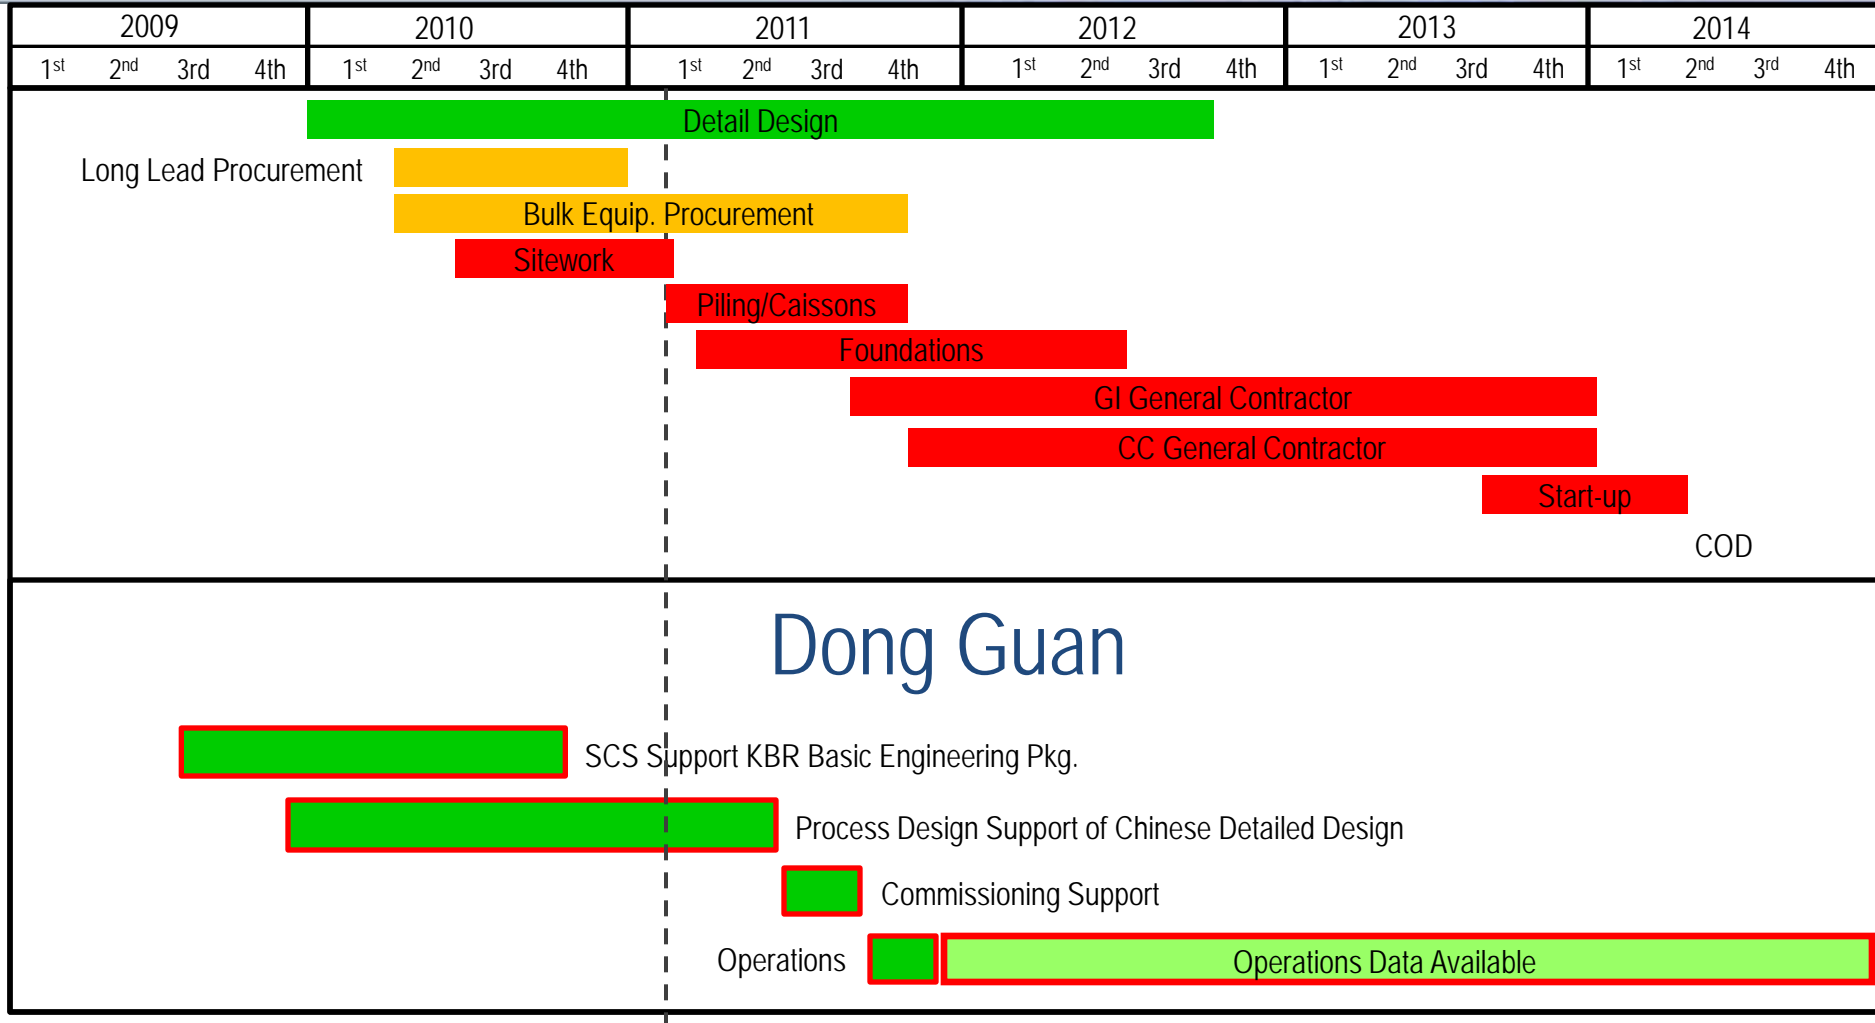 2009 2010 2011 2012 2013 2014
1st 2nd 3rd 4th 1st 2nd 3rd 4th 1st 2nd 3rd 4th 1st 2nd 3rd 4th 1st 2nd 3rd 4th 1st 2nd 3rd 4th
Detail Design
Long Lead Procurement
Bulk Equip. Procurement
Sitework
Piling/Caissons
Foundations
GI General Contractor
CC General Contractor
Start-up
COD
Dong Guan
SCS Support KBR Basic Engineering Pkg.
Process Design Support of Chinese Detailed Design
Commissioning Support
Operations Operations Data Available